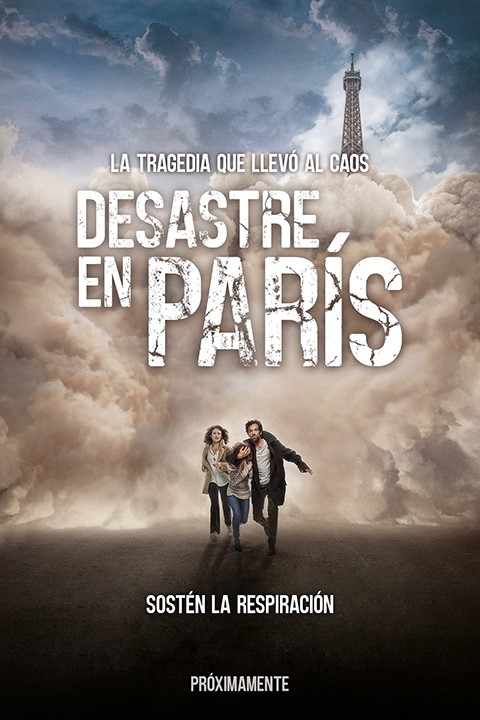 LA TRAGEDIA QUE LLEVÓ AL CAOS
DESASTRE
EN PARÍS
SOSTÉN LA RESPIRACIÓN
PRÓXIMAMENTE